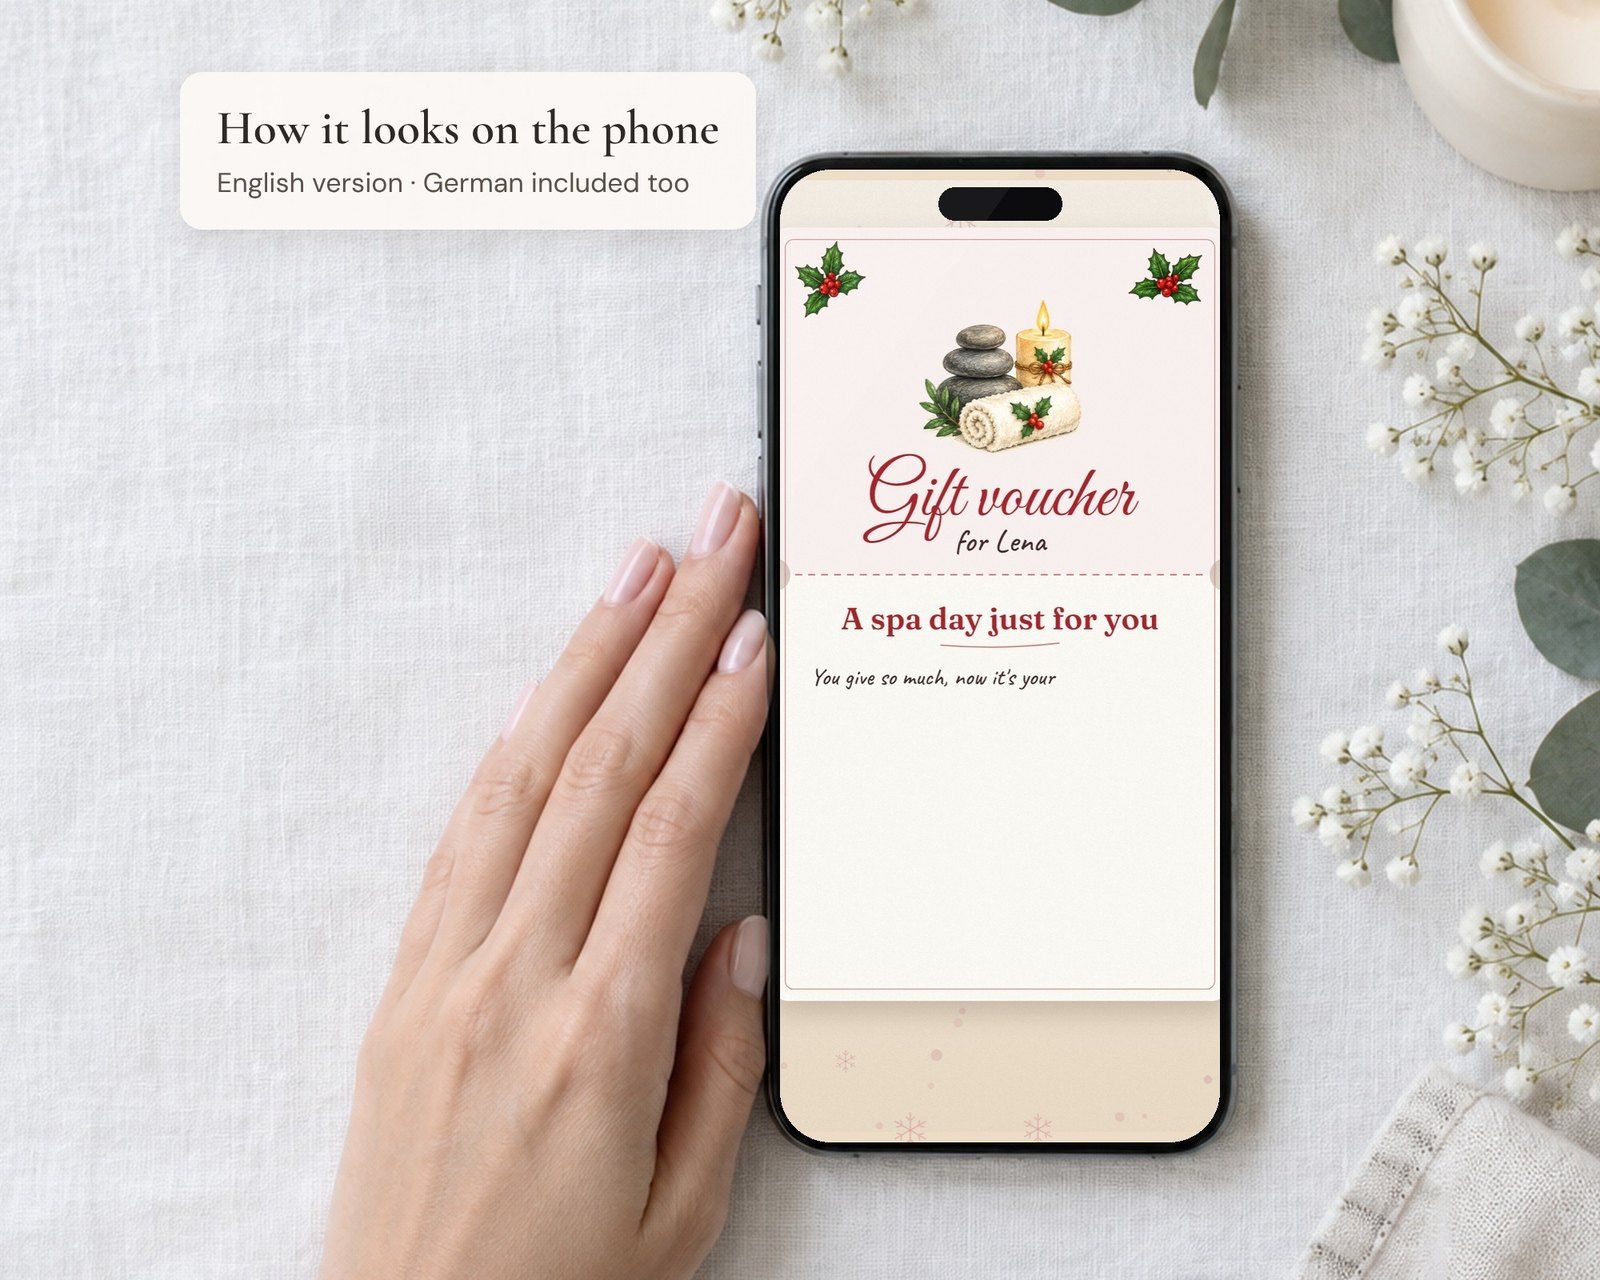 How it looks on the phone
English version · German included too
Gift voucher
for Lena
A spa day just for you
You give so much, now it's your